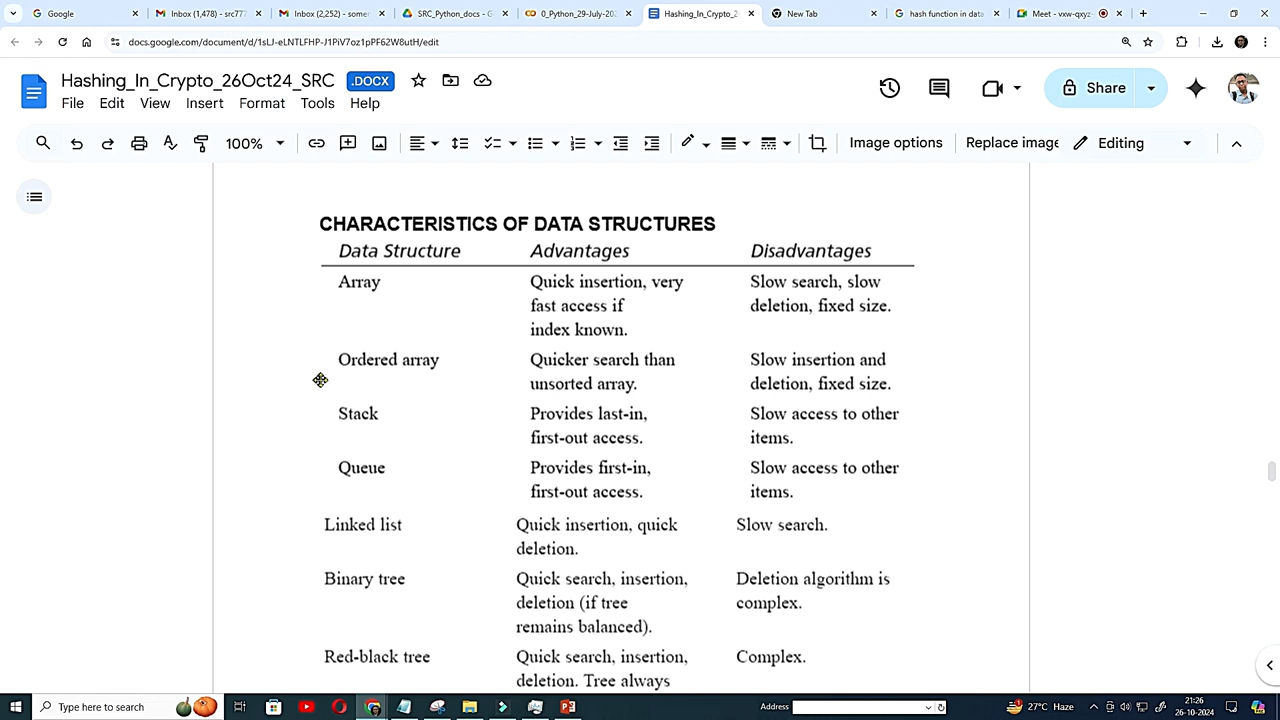 Google
Inbox (1,478) - src777
Inbox (2,252) - some
SRC_Python_docs - G
0_Python_29-July-202
Hashing_In_Crypto_2
New Tab
hash function in data
Meet - vxw-qxyz
docs.google.com/document/d/1sLJ-eLNTLFHP-J1PiV7oz1pPF62W8utH/edit
Hashing_In_Crypto_26Oct24_SRC .DOCX
Share
File Edit View Insert Format Tools Help
100% Image options Replace image Editing
CHARACTERISTICS OF DATA STRUCTURES
Data Structure Advantages Disadvantages
Array Quick insertion, very Slow search, slow
fast access if deletion, fixed size.
index known.
Ordered array Quicker search than Slow insertion and
unsorted array. deletion, fixed size.
Stack Provides last-in, Slow access to other
first-out access. items.
Queue Provides first-in, Slow access to other
first-out access. items.
Linked list Quick insertion, quick Slow search.
deletion.
Binary tree Quick search, insertion, Deletion algorithm is
deletion (if tree complex.
remains balanced).
Red-black tree Quick search, insertion, Complex.
deletion. Tree always
Type here to search
Address
27°C Haze
ENG
21:26
26-10-2024